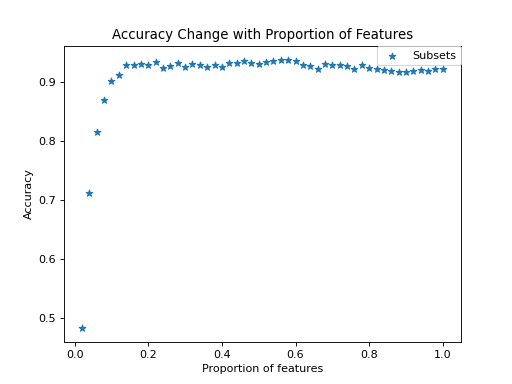 Accuracy Change with Proportion of Features
Subsets
Accuracy
0.9
0.8
0.7
0.6
0.5
0.0 0.2 0.4 0.6 0.8 1.0
Proportion of features